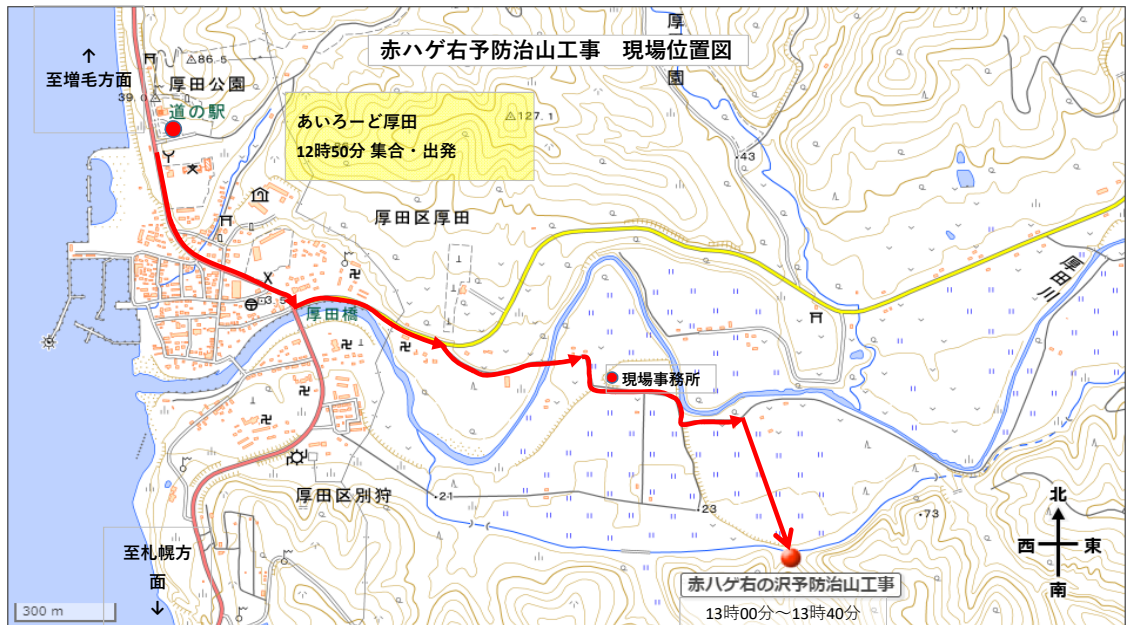 赤ハゲ右予防治山工事 現場位置図
↑
至増毛方面
86.5
厚田公園
39.0
道の駅
あいろーど厚田
12時50分 集合・出発
127.1
厚
園
43
厚田区厚田
3.5
厚田橋
厚田川
現場事務所
厚
厚田区別狩
21
23
73
至札幌方
面
↓
北
西 東
南
赤ハゲ右の沢予防治山工事
13時00分～13時40分
300 m